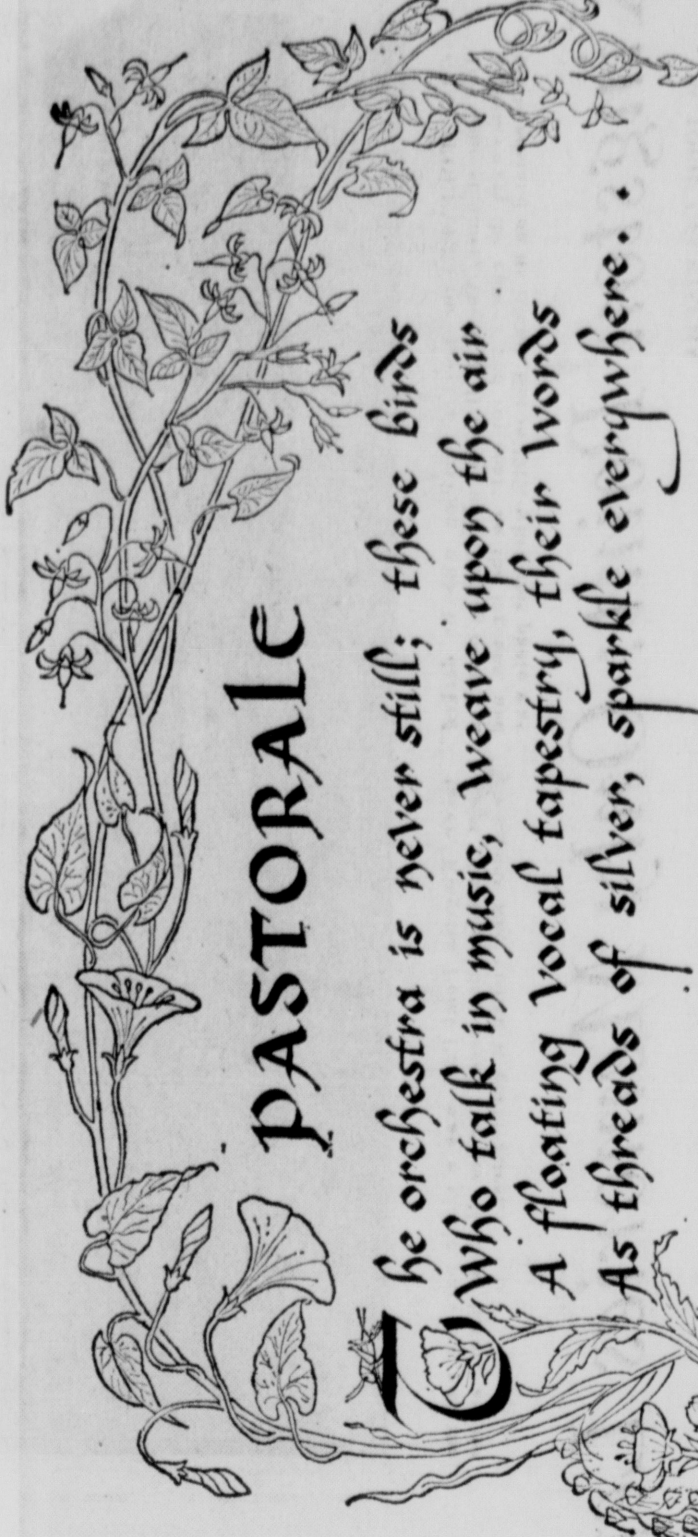 PASTORALE
The orchestra is never still; these birds
Who talk in music, weave upon the air
A floating vocal tapestry, their words
As threads of silver, sparkle everywhere..